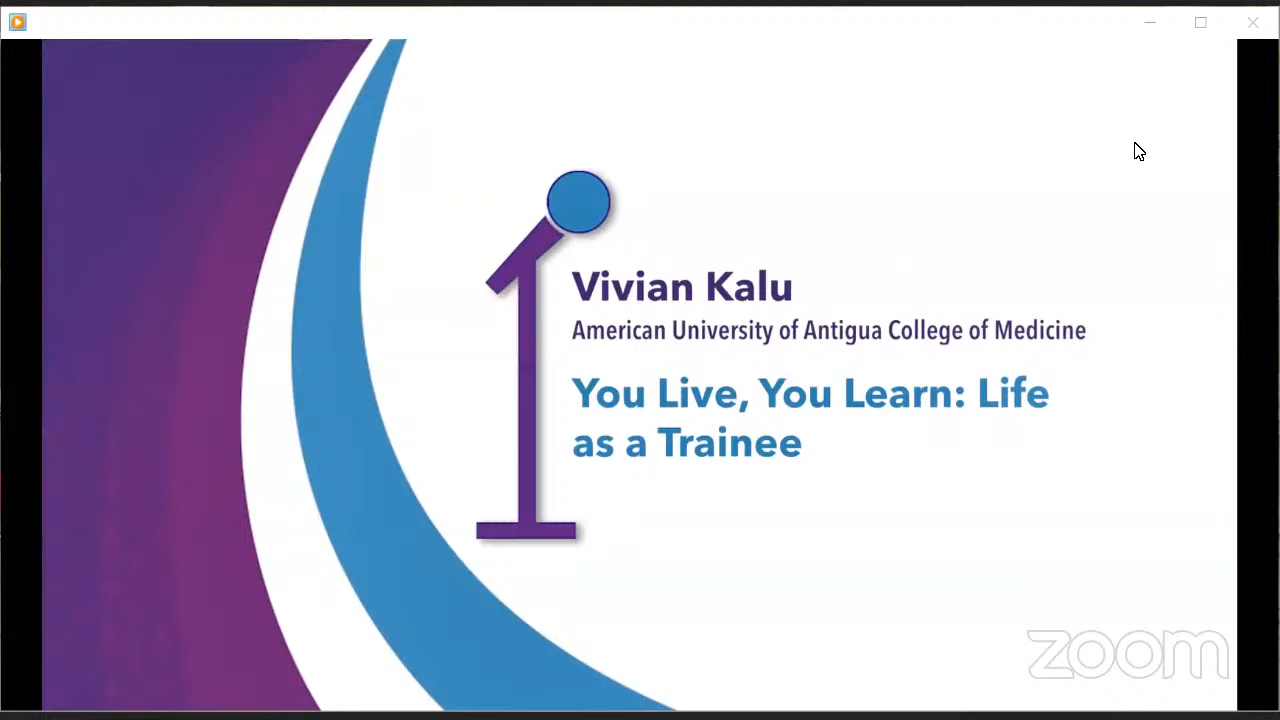 Vivian Kalu
American University of Antigua College of Medicine
You Live, You Learn: Life
as a Trainee
zoom